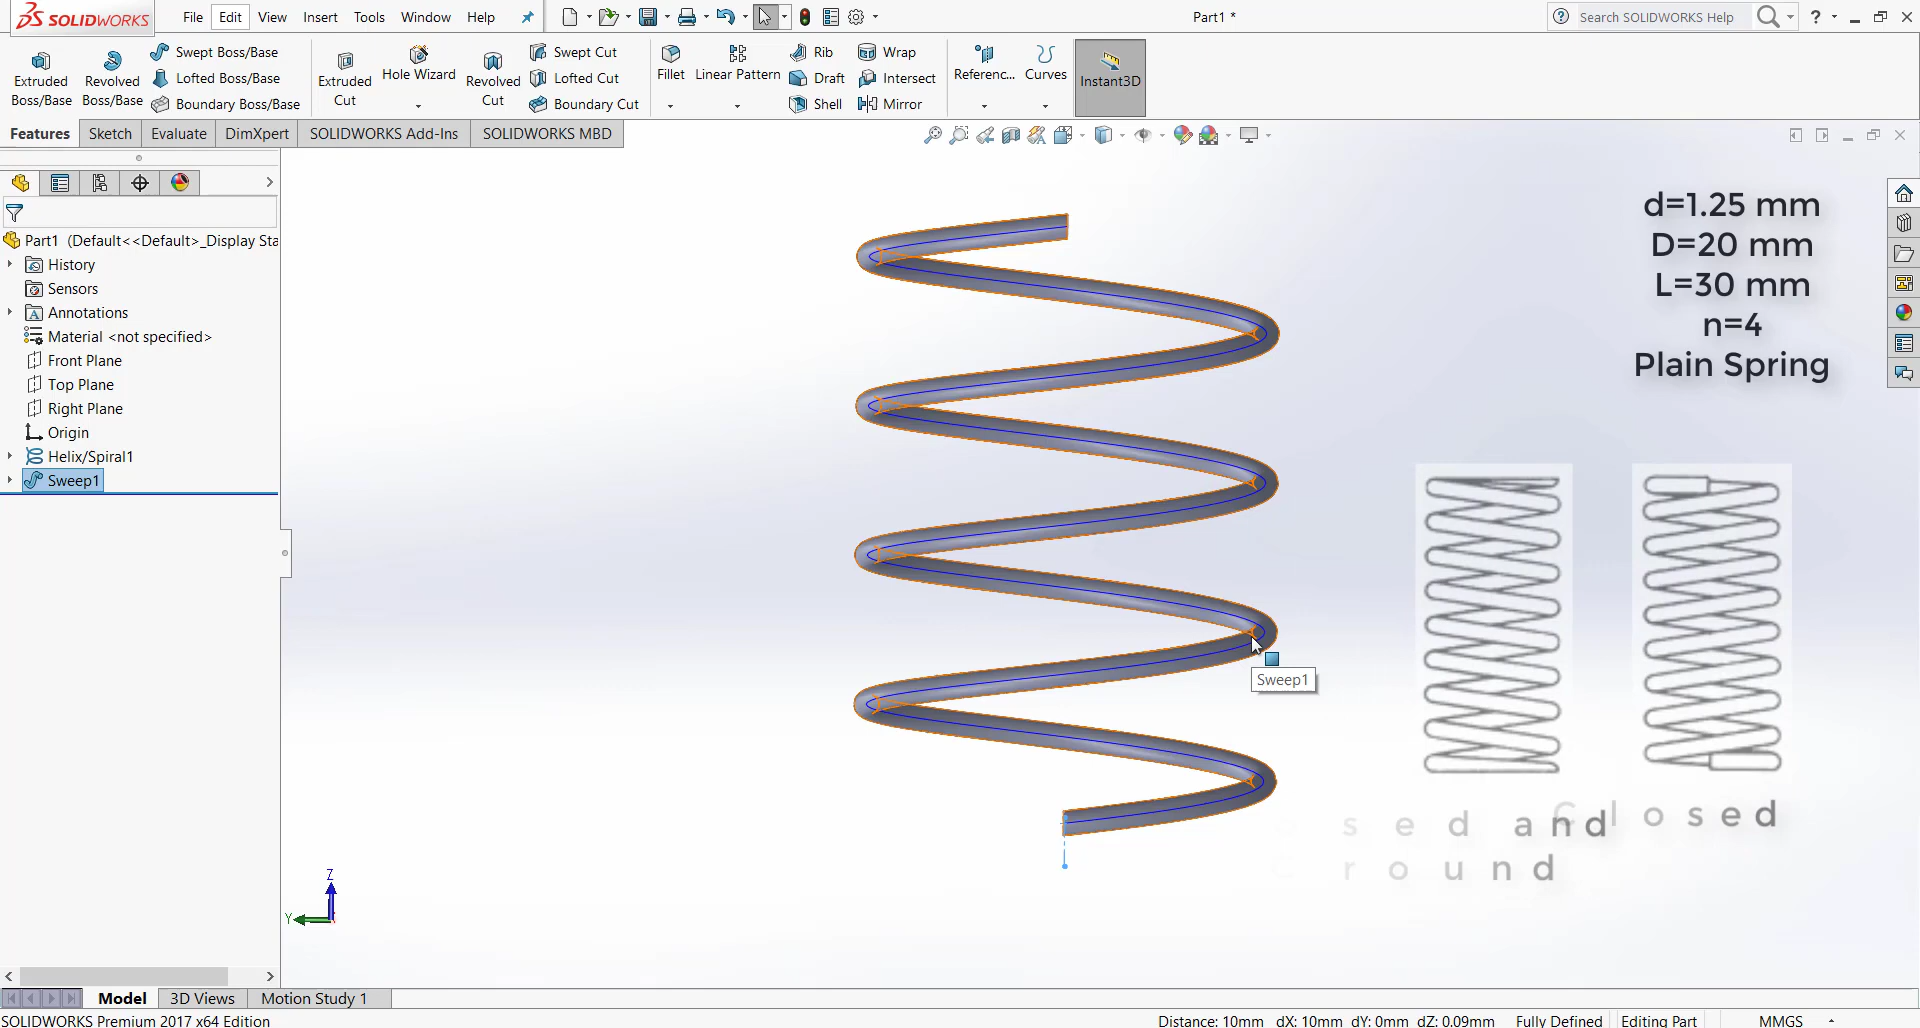 SOLIDWORKS
File Edit View Insert Tools Window Help
Part1 *
Search SOLIDWORKS Help
Extruded Boss/Base
Revolved Boss/Base
Swept Boss/Base
Lofted Boss/Base
Boundary Boss/Base
Extruded Cut
Hole Wizard
Revolved Cut
Swept Cut
Lofted Cut
Boundary Cut
Fillet
Linear Pattern
Rib
Draft
Shell
Wrap
Intersect
Mirror
Referenc...
Curves
Instant3D
Features Sketch Evaluate DimXpert SOLIDWORKS Add-Ins SOLIDWORKS MBD
Part1 (Default<<Default>_Display Sta
History
Sensors
Annotations
Material <not specified>
Front Plane
Top Plane
Right Plane
Origin
Helix/Spiral1
Sweep1
d=1.25 mm
D=20 mm
L=30 mm
n=4
Plain Spring
Sweep1
sed and
Closed
Ground
Z
Y
Model 3D Views Motion Study 1
SOLIDWORKS Premium 2017 x64 Edition
Distance: 10mm dX: 10mm dY: 0mm dZ: 0.09mm Fully Defined Editing Part MMGS